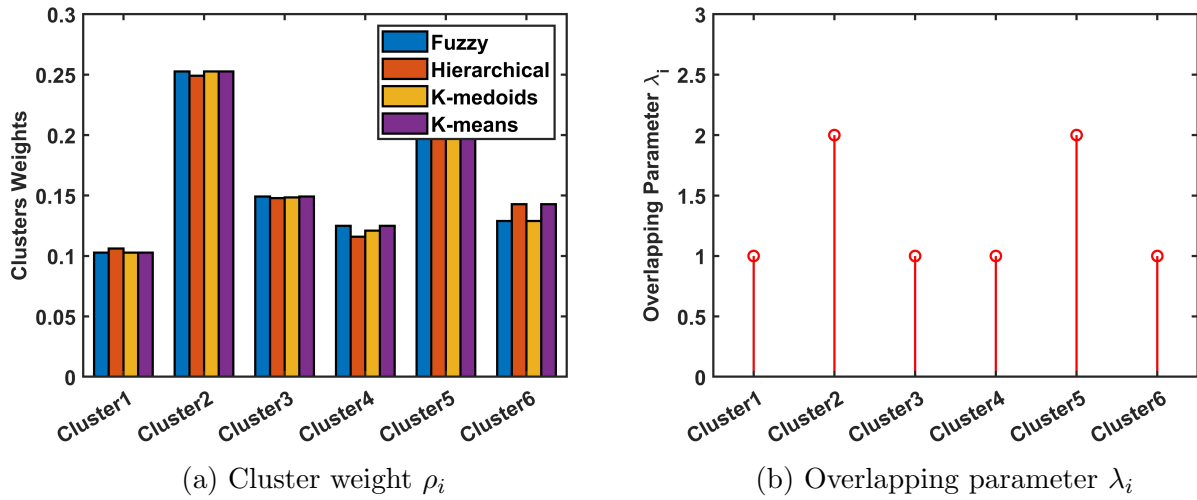 0.3
0.25
0.2
0.15
0.1
0.05
0
Clusters Weights
Fuzzy
Hierarchical
K-medoids
K-means
Cluster1
Cluster2
Cluster3
Cluster4
Cluster5
Cluster6
(a) Cluster weight ρᵢ
3
2.5
2
1.5
1
0.5
0
Overlapping Parameter λᵢ
Cluster1
Cluster2
Cluster3
Cluster4
Cluster5
Cluster6
(b) Overlapping parameter λᵢ